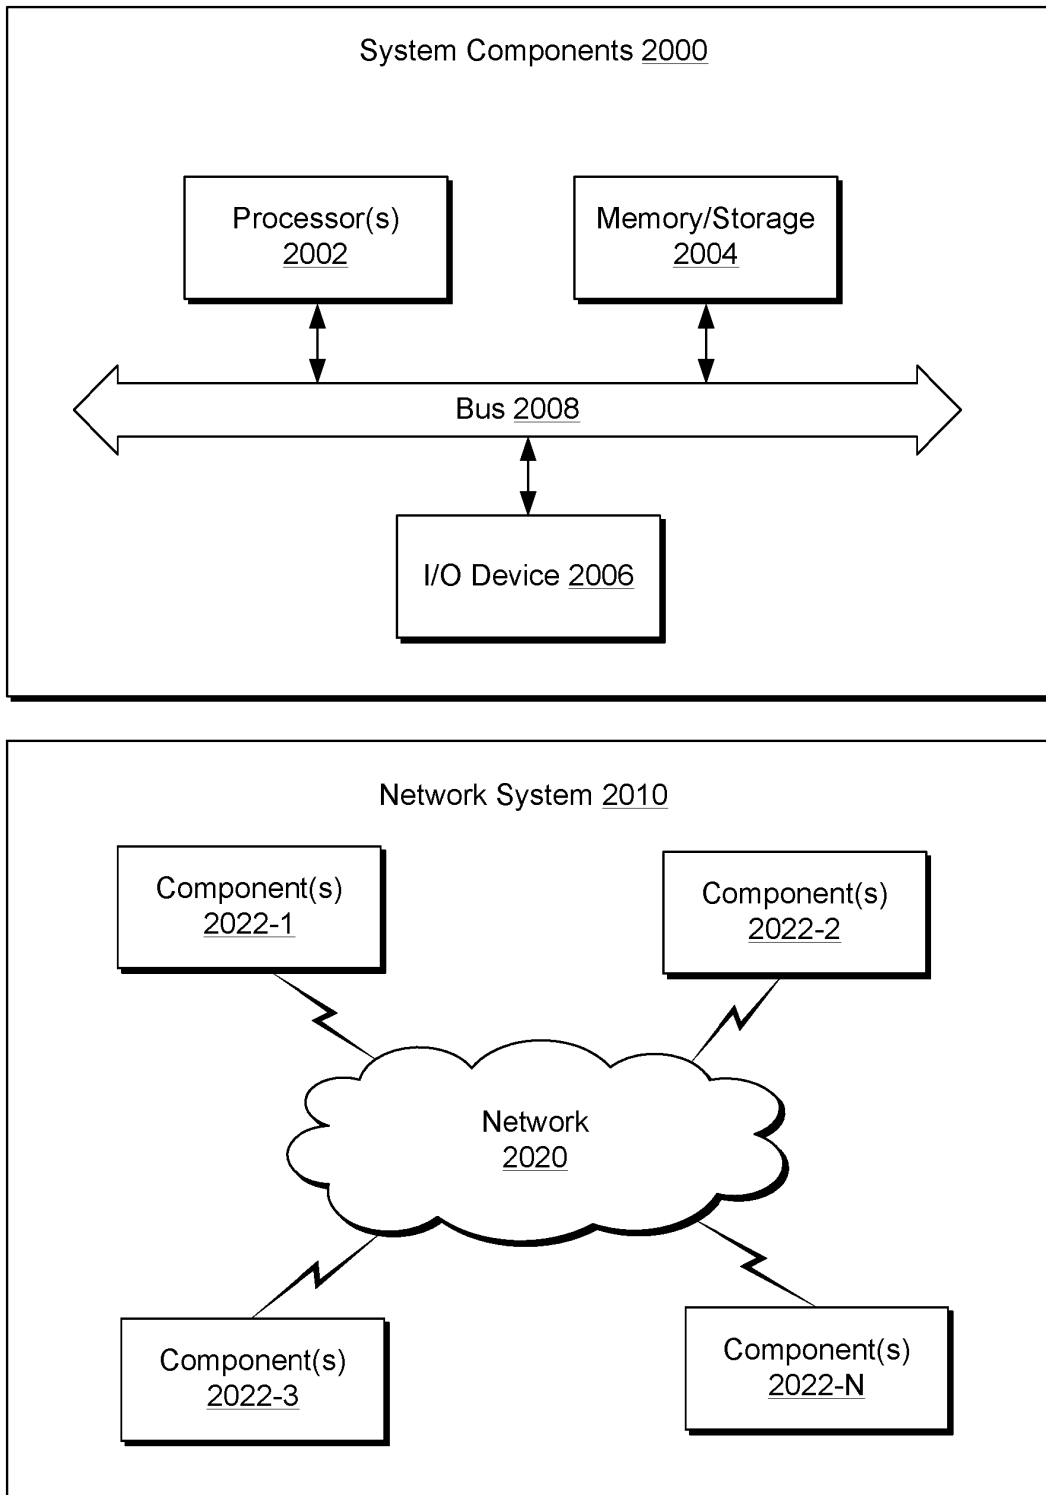 System Components 2000
Processor(s)
2002
Memory/Storage
2004
Bus 2008
I/O Device 2006
Network System 2010
Component(s)
2022-1
Component(s)
2022-2
Network
2020
Component(s)
2022-3
Component(s)
2022-N